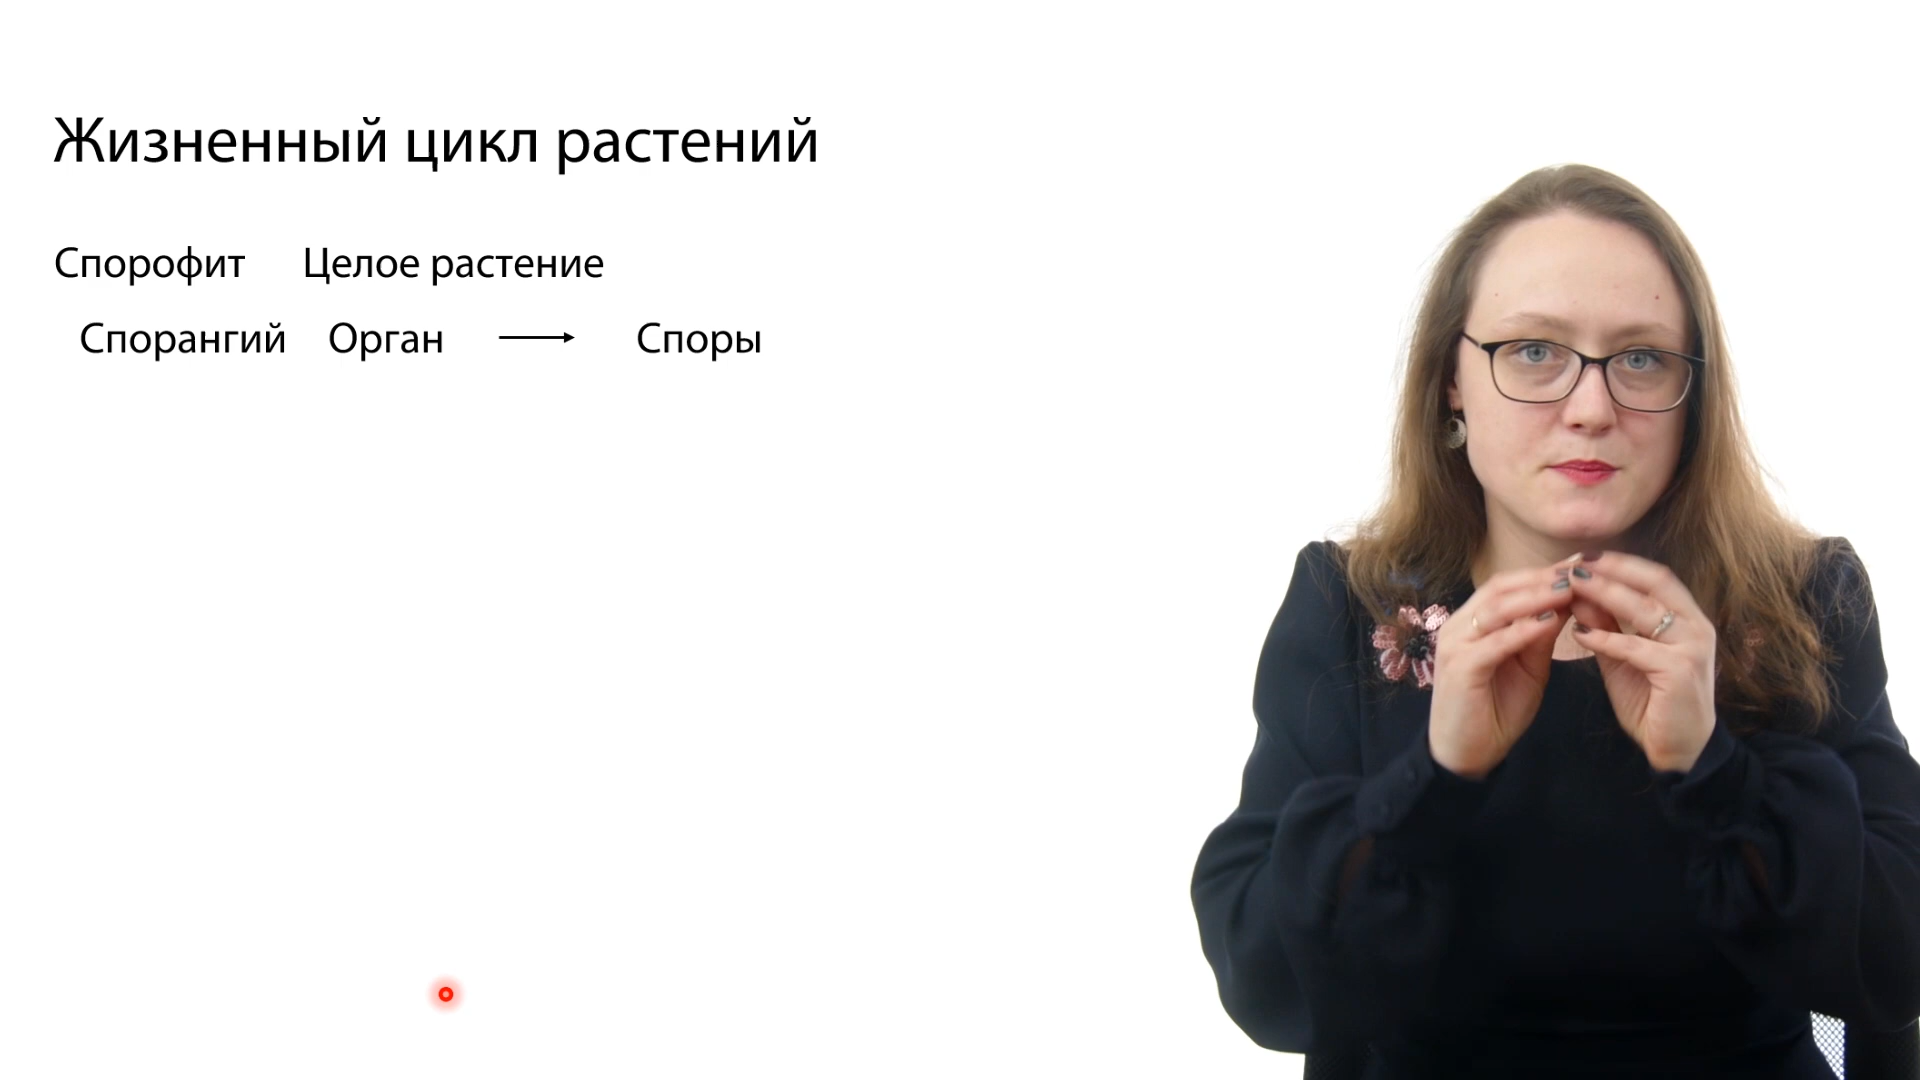 Жизненный цикл растений
Спорофит Целое растение
Спорангий Орган → Споры